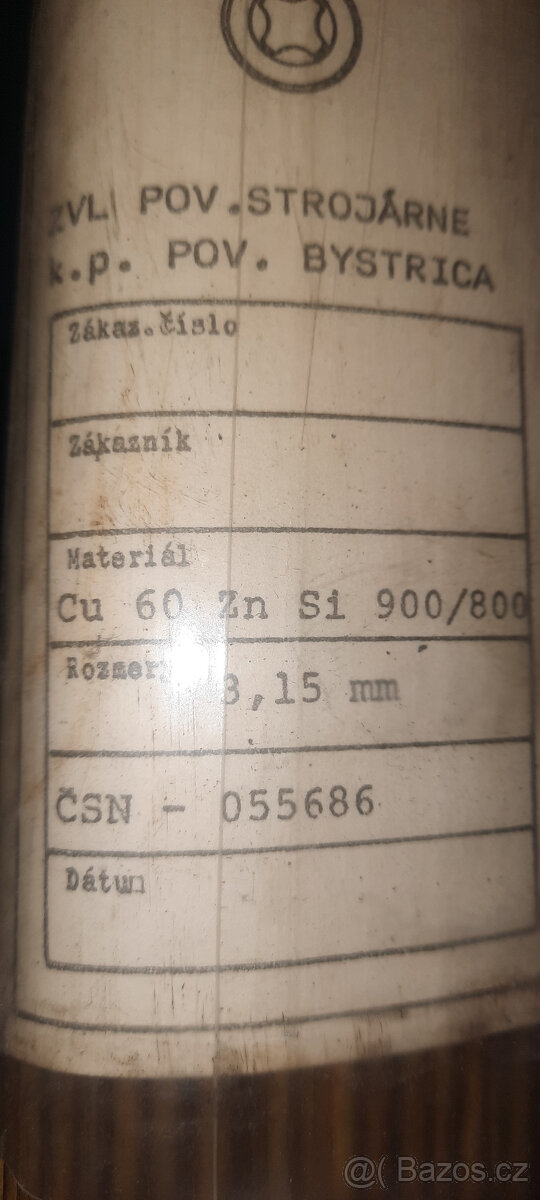 ZVL POV.STROJÁRNE
k.p. POV. BYSTRICA
Zákaz.číslo
Zákazník
Materiál
Cu 60 Zn Si 900/800
Rozmery
3,15 mm
ČSN - 055686
Dátum
@( Bazos.cz